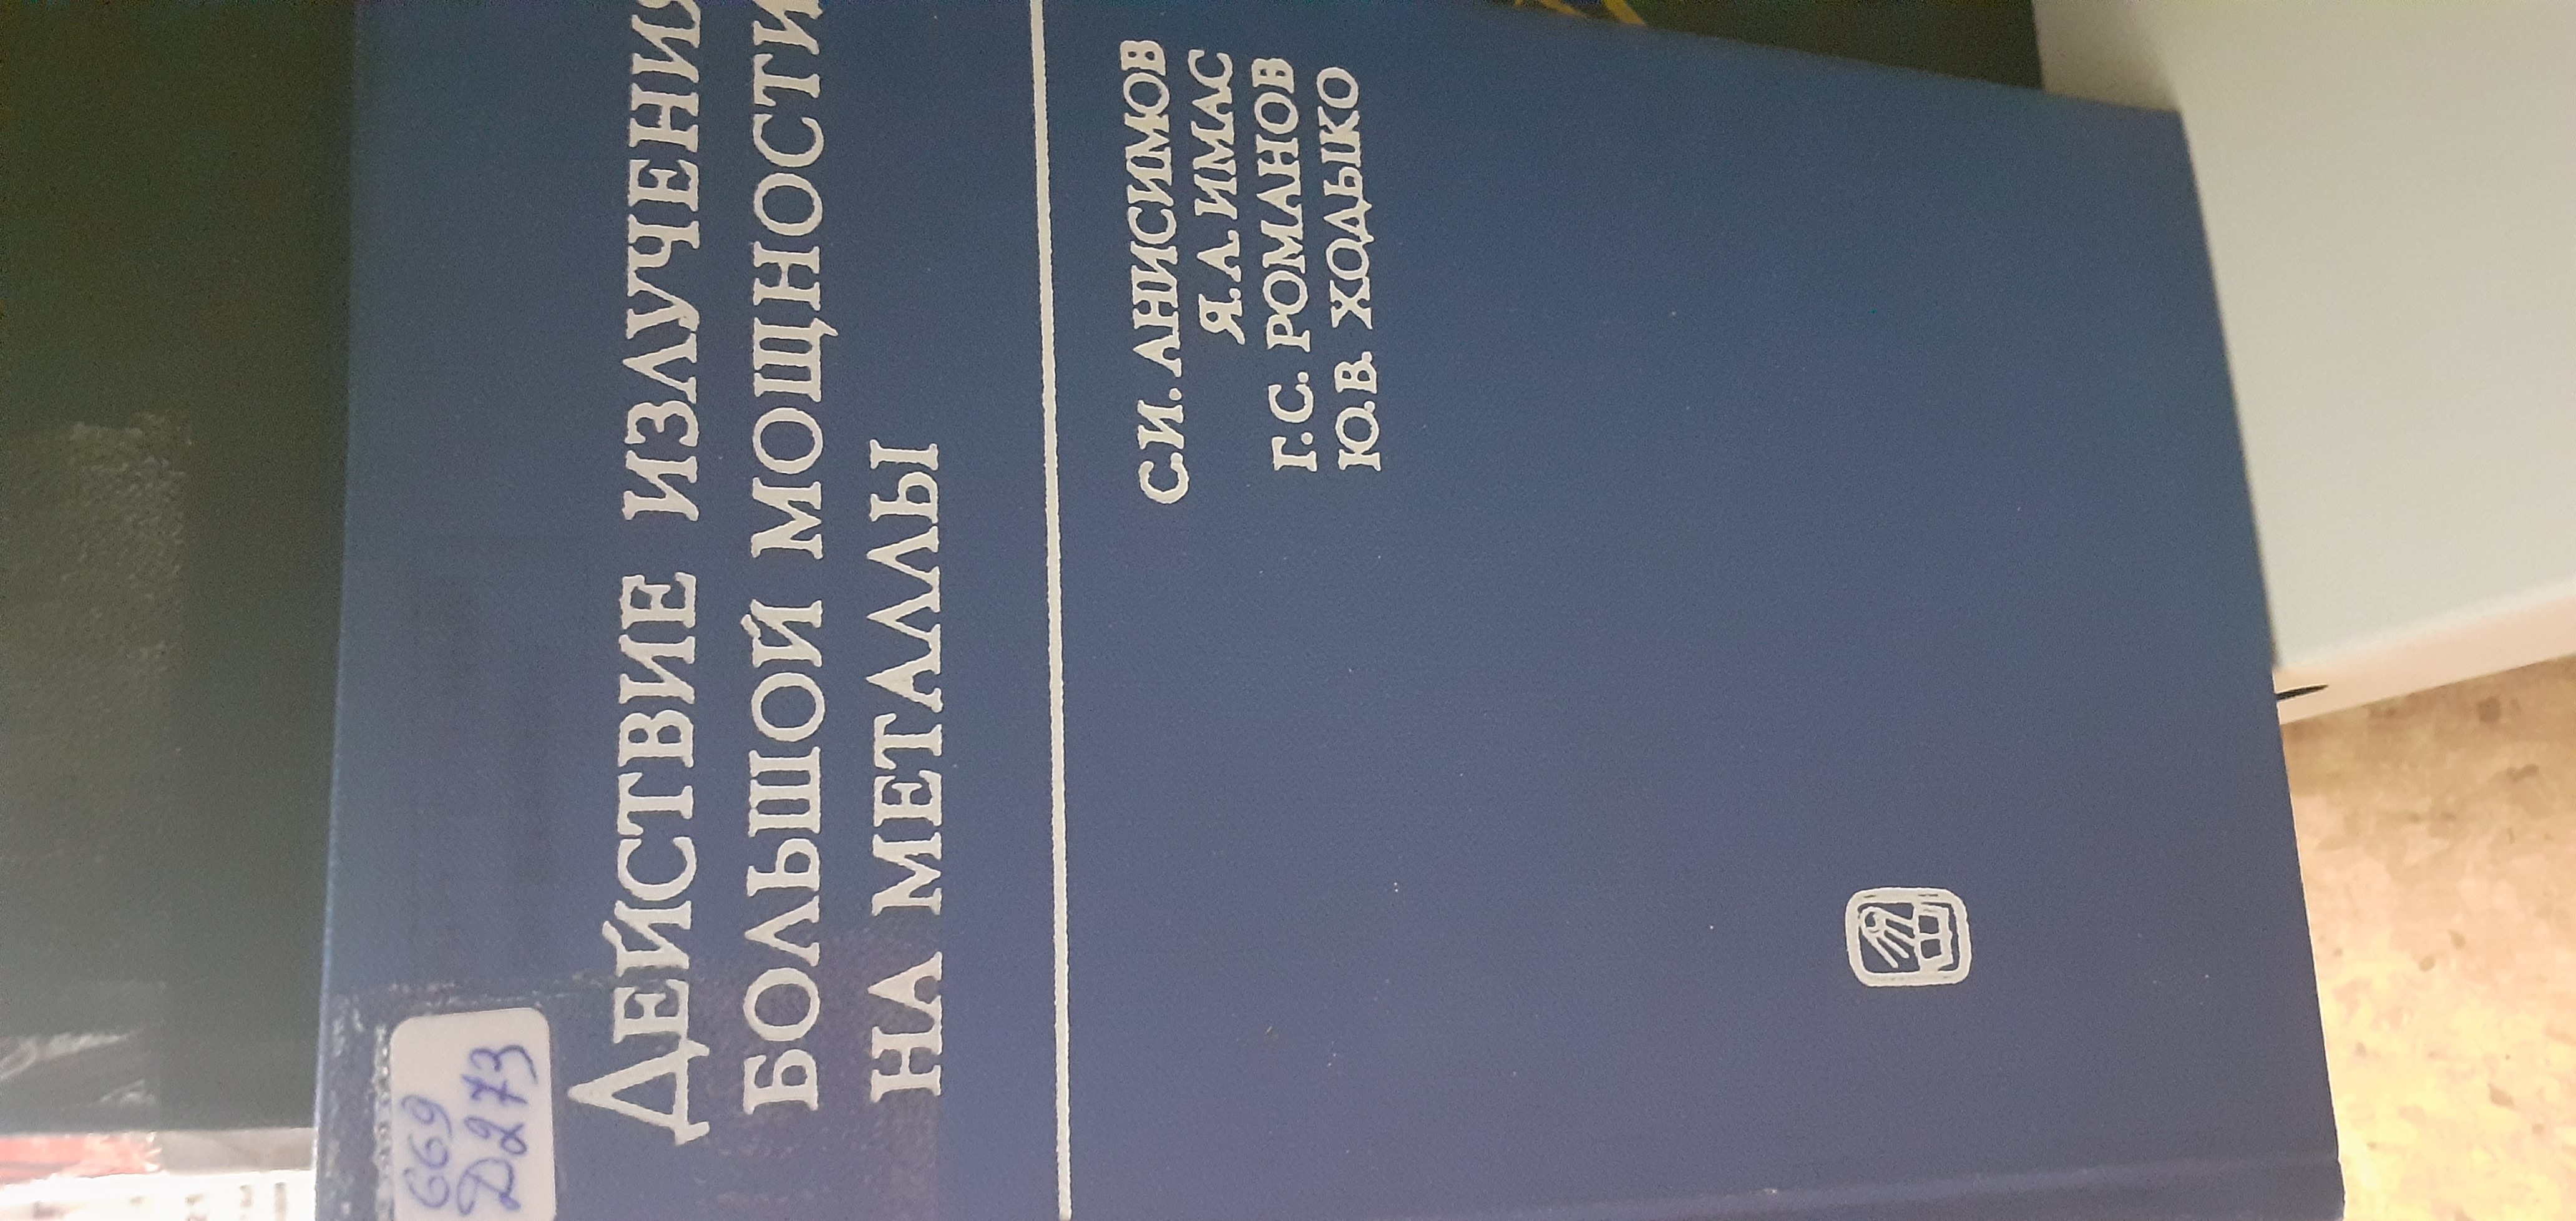 669
Д273
ДЕЙСТВИЕ ИЗЛУЧЕНИЯ
БОЛЬШОЙ МОЩНОСТИ
НА МЕТАЛЛЫ
С.И. АНИСИМОВ
Я.А. ИМАС
Г.С. РОМАНОВ
Ю.В. ХОДЫКО